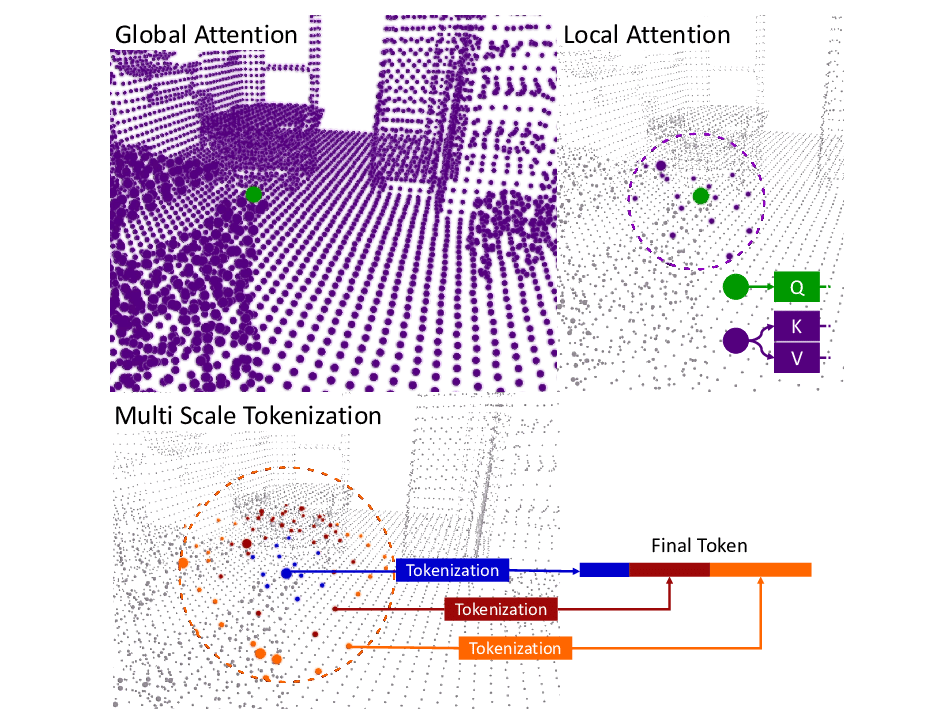 Global Attention
Local Attention
Q
K
V
Multi Scale Tokenization
Final Token
Tokenization
Tokenization
Tokenization